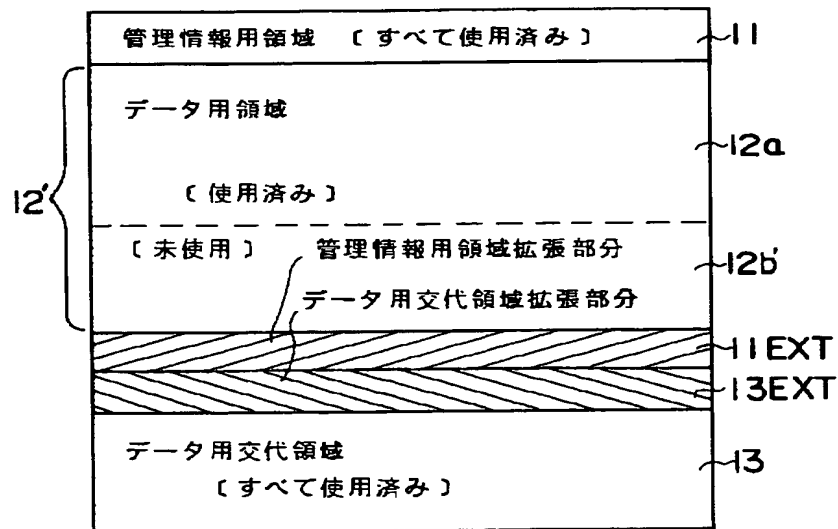 管理情報用領域 〔すべて使用済み〕 11
データ用領域
12a
〔使用済み〕
12'
〔未使用〕 管理情報用領域拡張部分
12b'
データ用交代領域拡張部分
11EXT
13EXT
データ用交代領域
13
〔すべて使用済み〕